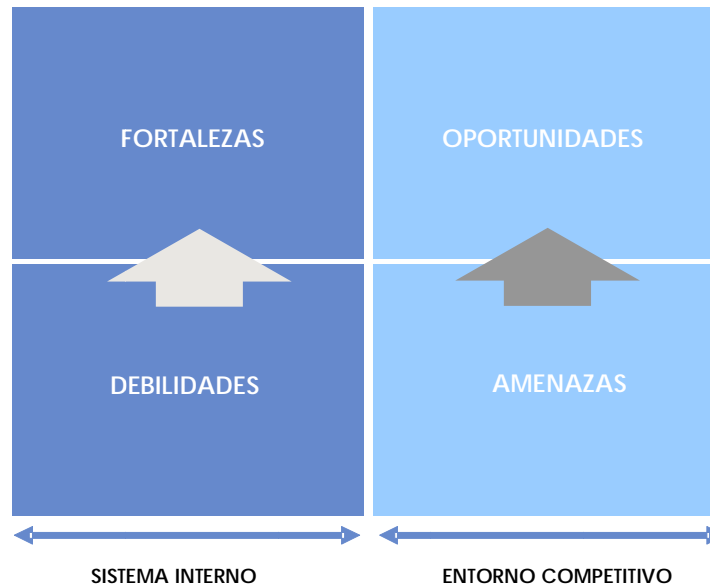 FORTALEZAS
OPORTUNIDADES
DEBILIDADES
AMENAZAS
SISTEMA INTERNO
ENTORNO COMPETITIVO